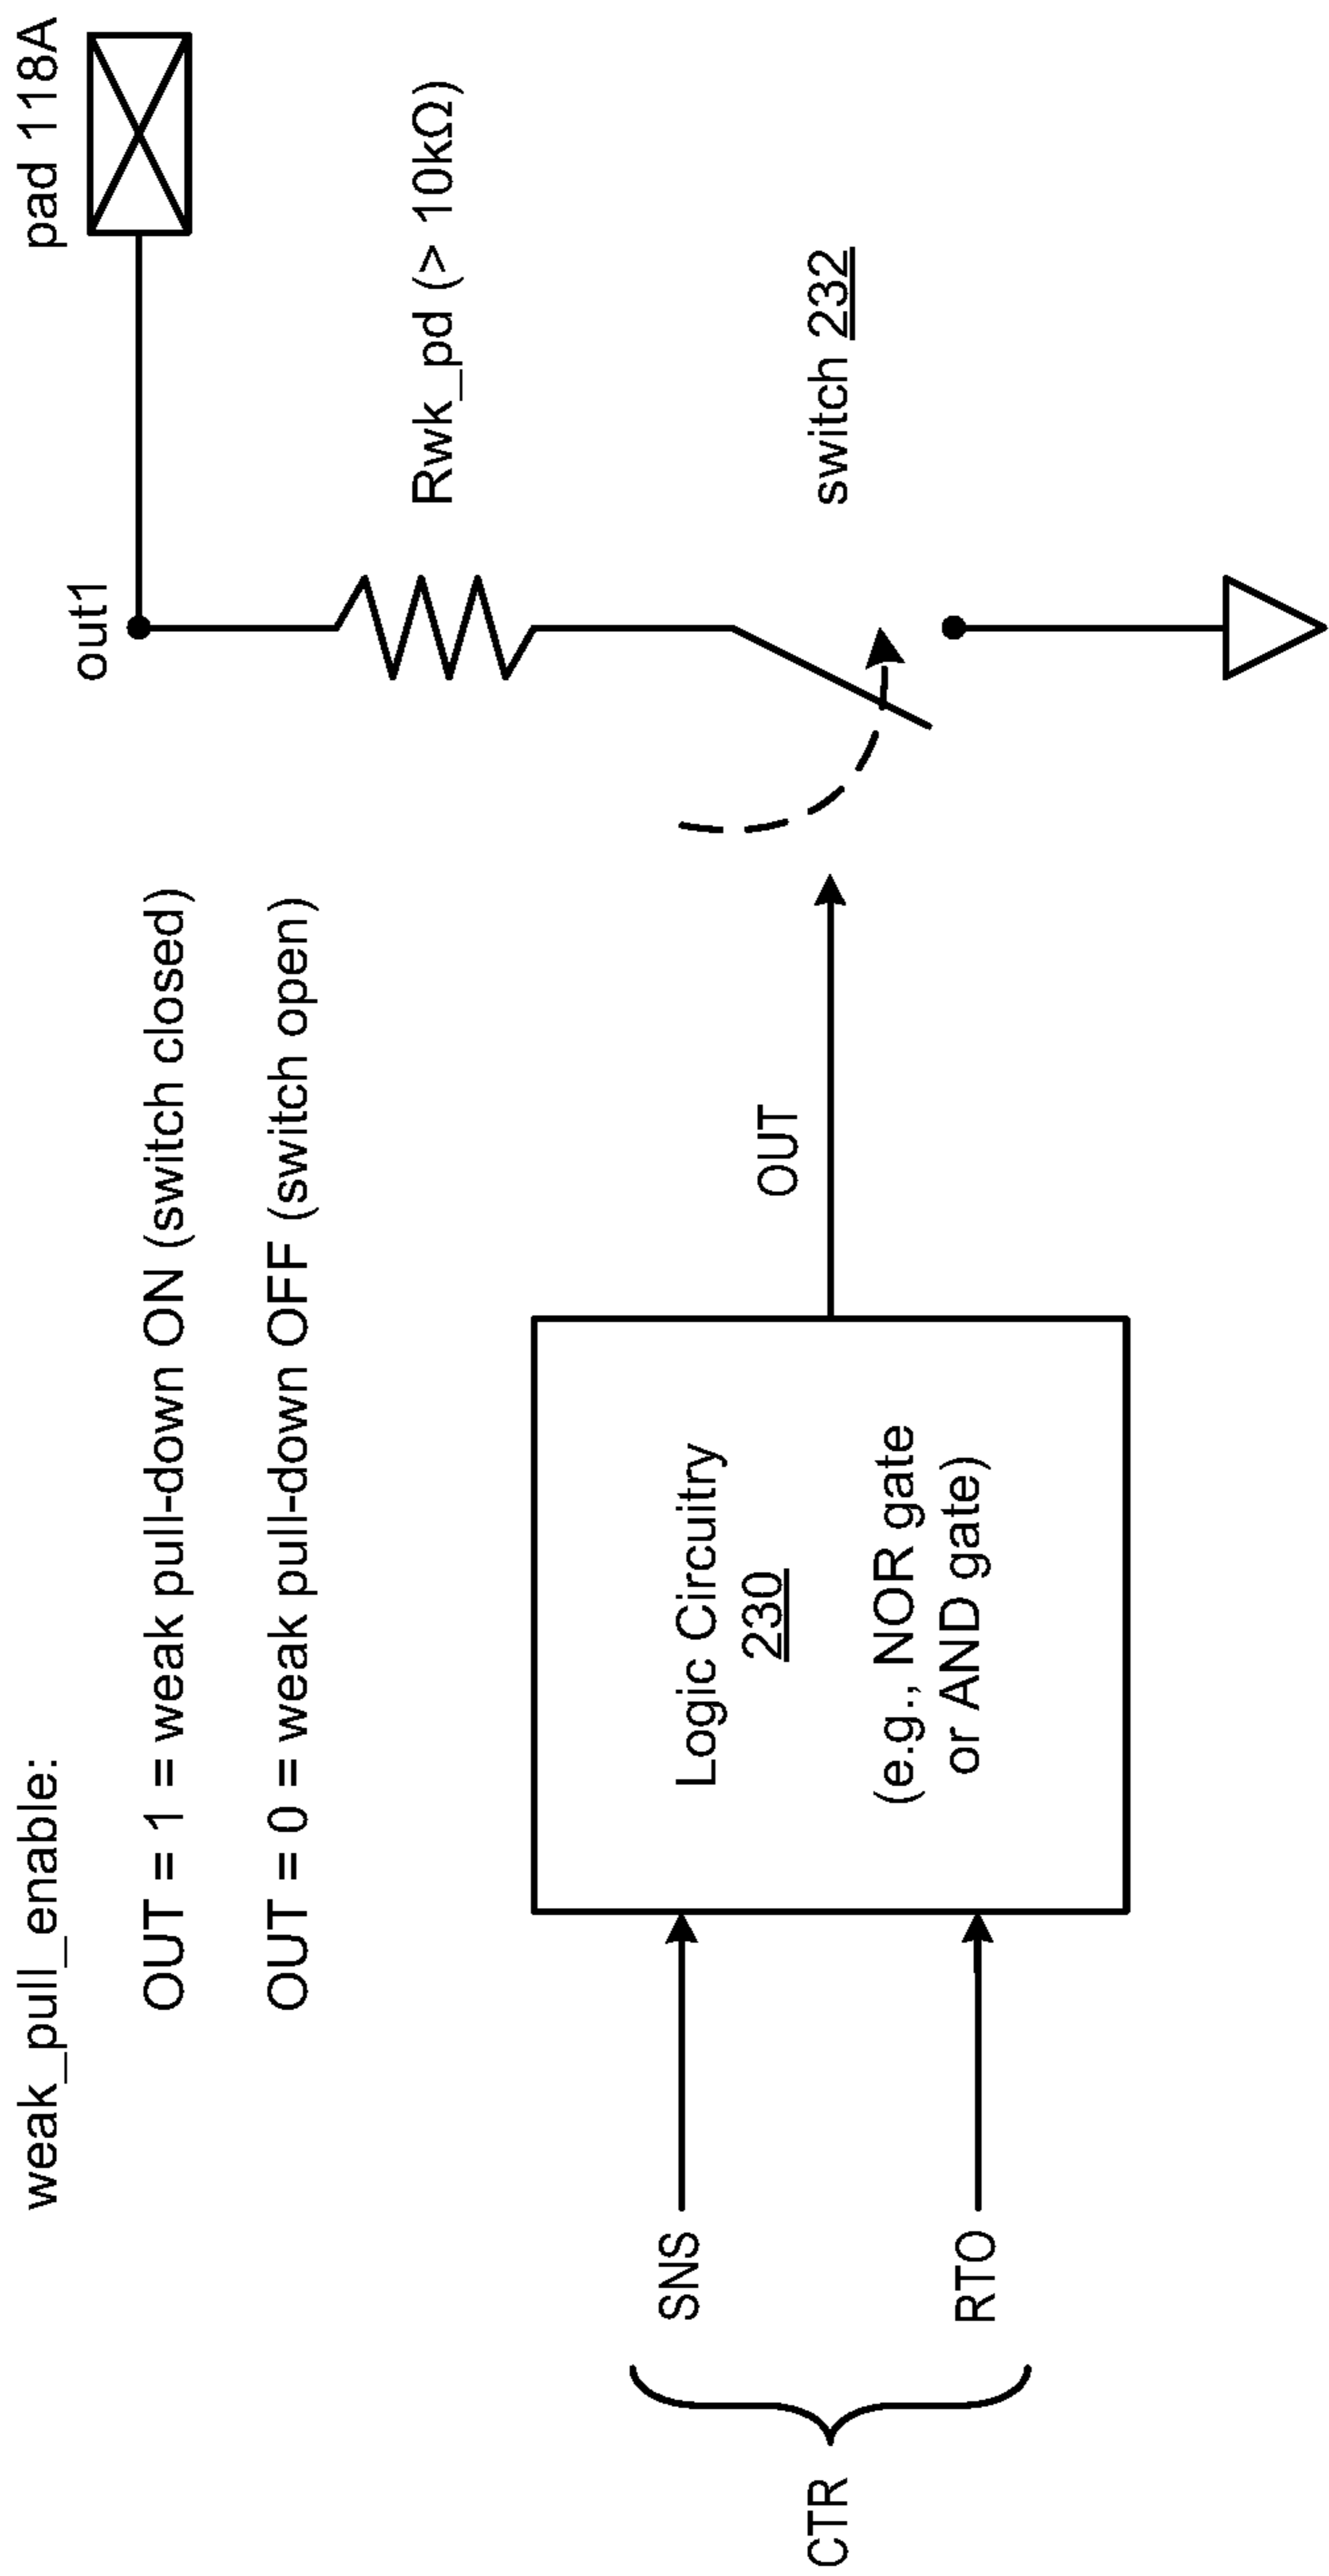 weak_pull_enable:
OUT = 1 = weak pull-down ON (switch closed)
OUT = 0 = weak pull-down OFF (switch open)
out1
pad 118A
Rwk_pd (> 10kΩ)
switch 232
CTR
SNS
RTO
Logic Circuitry
230
(e.g., NOR gate
or AND gate)
OUT